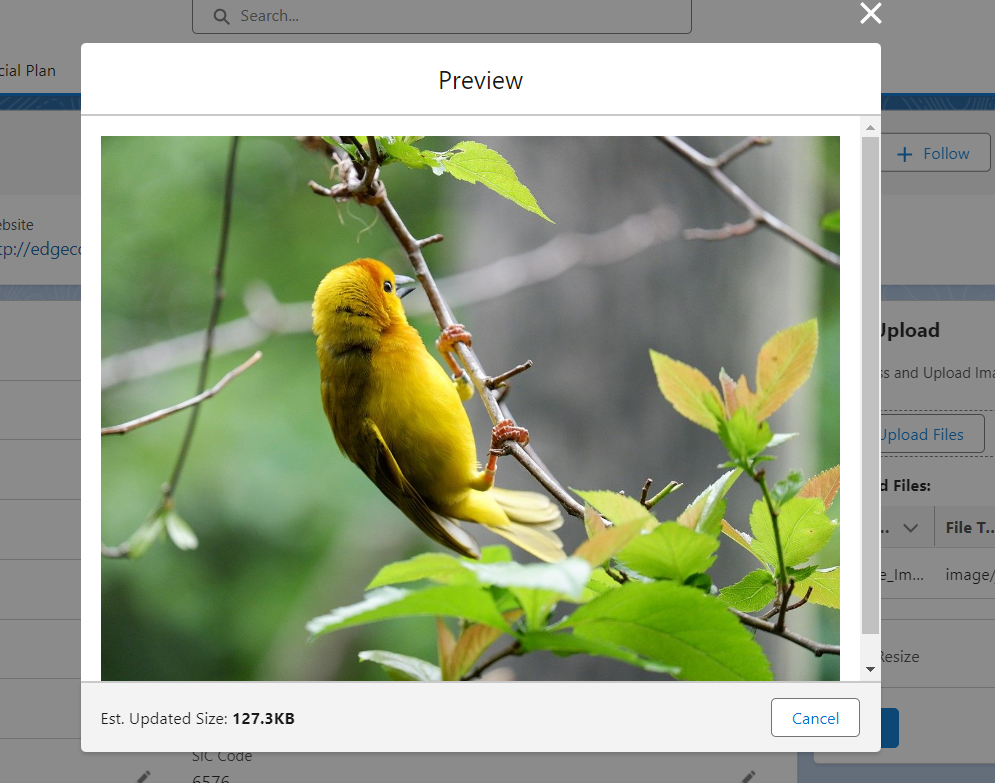 Search...
cial Plan
Preview
Follow
ebsite
tp://edgecc
Upload
ss and Upload Ima
Upload Files
d Files:
...
File T...
e_Im...
image/
Resize
Est. Updated Size: 127.3KB
Cancel
SIC Code
6576